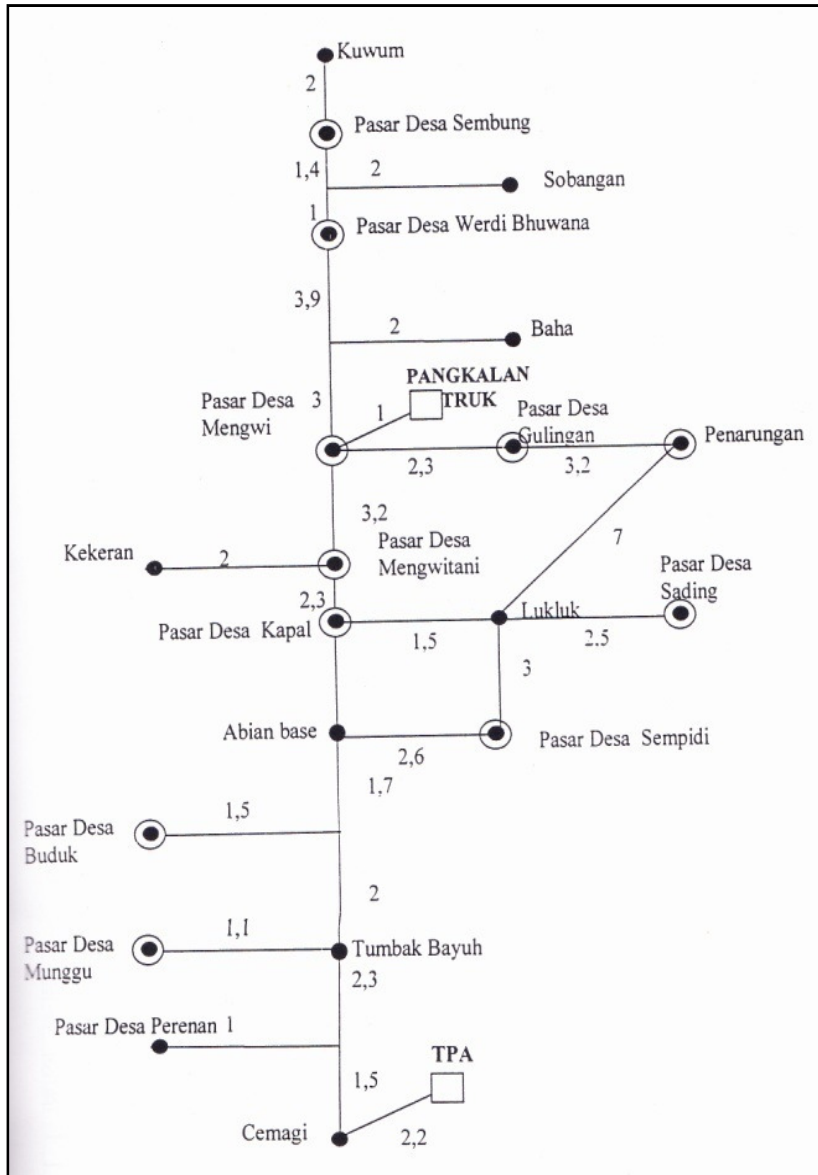 Kuwum
2
Pasar Desa Sembung
1,4
2
Sobangan
1
Pasar Desa Werdi Bhuwana
3,9
2
Baha
PANGKALAN
TRUK
Pasar Desa
Mengwi
3
1
Pasar Desa
Gulingan
Penarungan
2,3
3,2
3,2
Kekeran
2
Pasar Desa
Mengwitani
7
Pasar Desa
Sading
2,3
Pasar Desa Kapal
Lukluk
1,5
2.5
3
Abian base
2,6
Pasar Desa Sempidi
1,7
Pasar Desa
Buduk
1,5
2
Pasar Desa
Munggu
1,1
Tumbak Bayuh
2,3
Pasar Desa Perenan 1
TPA
1,5
Cemagi
2,2